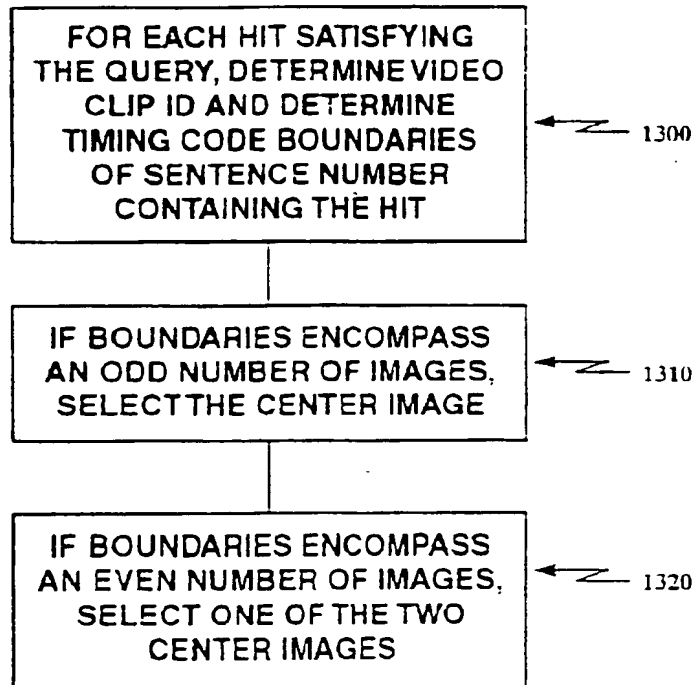 FOR EACH HIT SATISFYING
THE QUERY, DETERMINE VIDEO
CLIP ID AND DETERMINE
TIMING CODE BOUNDARIES
OF SENTENCE NUMBER
CONTAINING THE HIT
1300
IF BOUNDARIES ENCOMPASS
AN ODD NUMBER OF IMAGES,
SELECT THE CENTER IMAGE
1310
IF BOUNDARIES ENCOMPASS
AN EVEN NUMBER OF IMAGES,
SELECT ONE OF THE TWO
CENTER IMAGES
1320